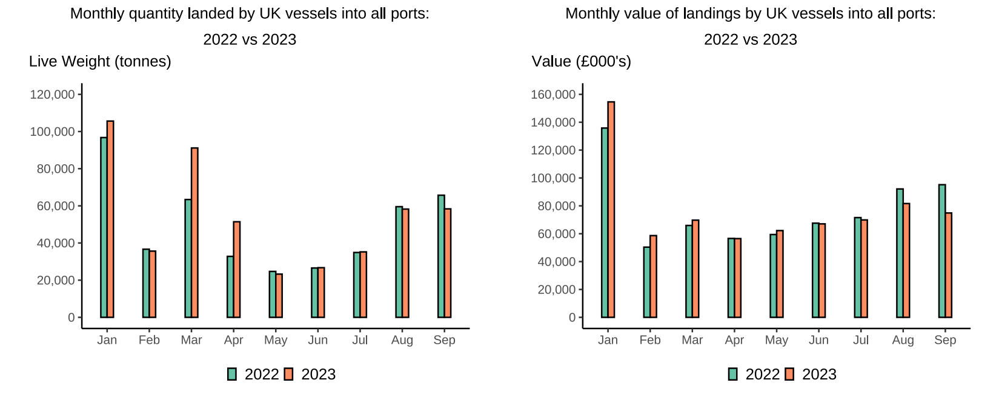 Monthly quantity landed by UK vessels into all ports:
2022 vs 2023
Live Weight (tonnes)
120,000
100,000
80,000
60,000
40,000
20,000
0
Jan Feb Mar Apr May Jun Jul Aug Sep
2022 2023
Monthly value of landings by UK vessels into all ports:
2022 vs 2023
Value (£000's)
160,000
140,000
120,000
100,000
80,000
60,000
40,000
20,000
0
Jan Feb Mar Apr May Jun Jul Aug Sep
2022 2023